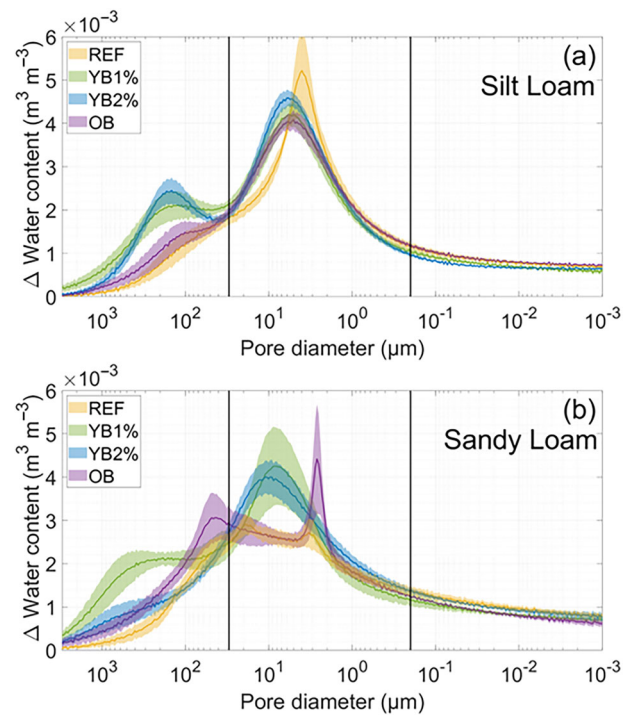 ×10⁻³
6
5
4
3
2
1
0
Δ Water content (m³ m⁻³)
REF
YB1%
YB2%
OB
(a)
Silt Loam
10³ 10² 10¹ 10⁰ 10⁻¹ 10⁻² 10⁻³
Pore diameter (μm)
×10⁻³
6
5
4
3
2
1
0
Δ Water content (m³ m⁻³)
REF
YB1%
YB2%
OB
(b)
Sandy Loam
10³ 10² 10¹ 10⁰ 10⁻¹ 10⁻² 10⁻³
Pore diameter (μm)